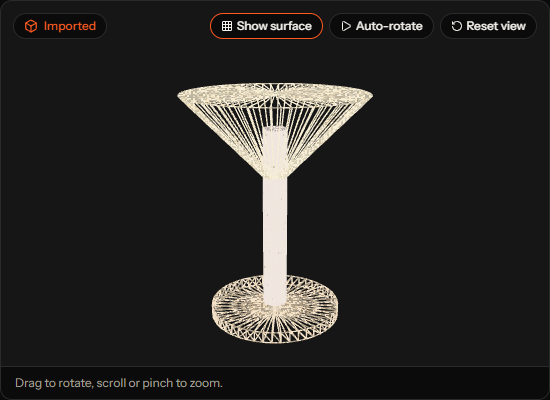 Imported
Show surface
Auto-rotate
Reset view
Drag to rotate, scroll or pinch to zoom.